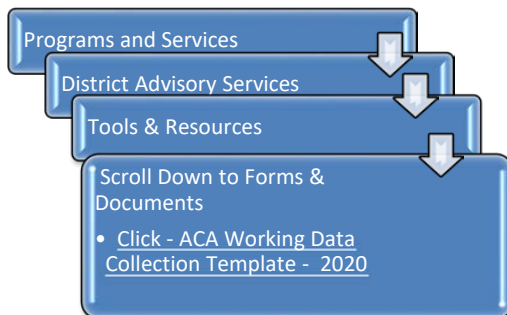 Programs and Services
District Advisory Services
Tools & Resources
Scroll Down to Forms &
Documents
• Click - ACA Working Data
Collection Template - 2020